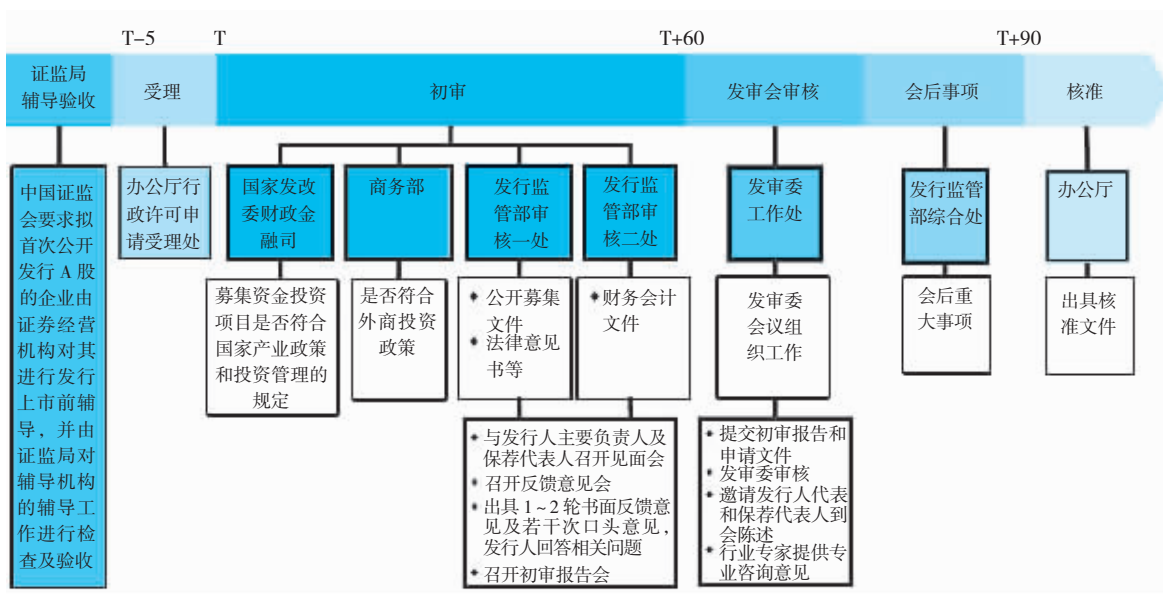 T-5
T
T+60
T+90
证监局
辅导验收
受理
初审
发审会审核
会后事项
核准
中国证监
会要求拟
首次公开
发行 A 股
的企业由
证券经营
机构对其
进行发行
上市前辅
导，并由
证监局对
辅导机构
的辅导工
作进行检
查及验收
办公厅行
政许可申
请受理处
国家发改
委财政金
融司
募集资金投资
项目是否符合
国家产业政策
和投资管理的
规定
商务部
是否符合
外商投资
政策
发行监
管部审
核一处
公开募集
文件
法律意见
书等
发行监
管部审
核二处
财务会计
文件
与发行人主要负责人及
保荐代表人召开见面会
召开反馈意见会
出具 1~2 轮书面反馈意
见及若干次口头意见，
发行人回答相关问题
召开初审报告会
发审委
工作处
发审委
会议组
织工作
提交初审报告和
申请文件
发审委审核
邀请发行人代表
和保荐代表人到
会陈述
行业专家提供专
业咨询意见
发行监管
部综合处
会后重
大事项
办公厅
出具核
准文件